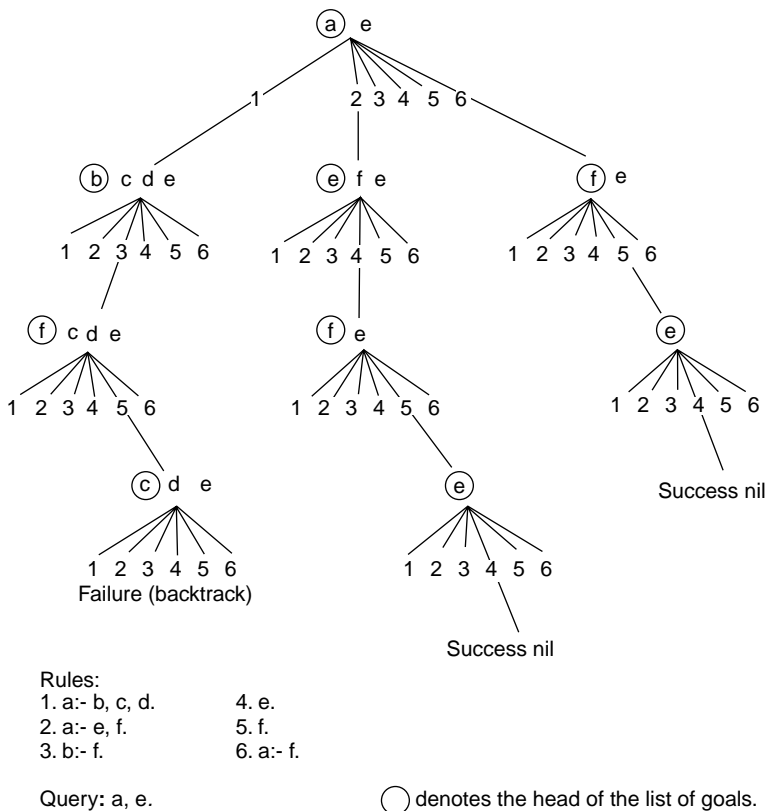 a e
1 2 3 4 5 6
b c d e
e f e
f e
1 2 3 4 5 6
1 2 3 4 5 6
1 2 3 4 5 6
f c d e
f e
e
1 2 3 4 5 6
1 2 3 4 5 6
1 2 3 4 5 6
c d e
e
Success nil
1 2 3 4 5 6
1 2 3 4 5 6
Failure (backtrack)
Success nil
Rules:
1. a:- b, c, d. 4. e.
2. a:- e, f. 5. f.
3. b:- f. 6. a:- f.
Query: a, e. denotes the head of the list of goals.